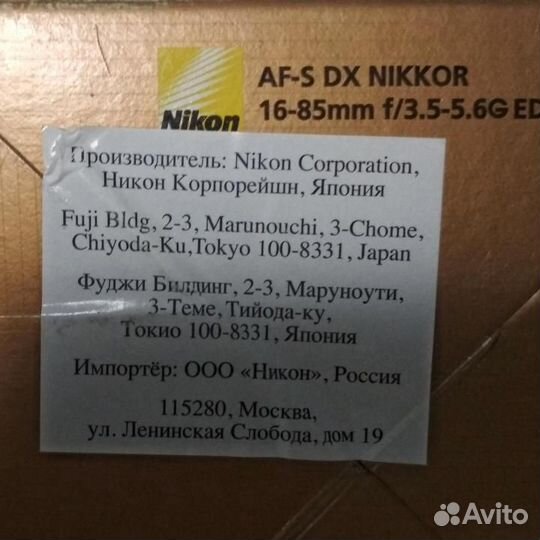 Nikon
AF-S DX NIKKOR
16-85mm f/3.5-5.6G ED
Производитель: Nikon Corporation,
Никон Корпорейшн, Япония
Fuji Bldg, 2-3, Marunouchi, 3-Chome,
Chiyoda-Ku,Tokyo 100-8331, Japan
Фуджи Билдинг, 2-3, Маруноути,
3-Теме, Тийода-ку,
Токио 100-8331, Япония
Импортёр: ООО «Никон», Россия
115280, Москва,
ул. Ленинская Слобода, дом 19
Avito